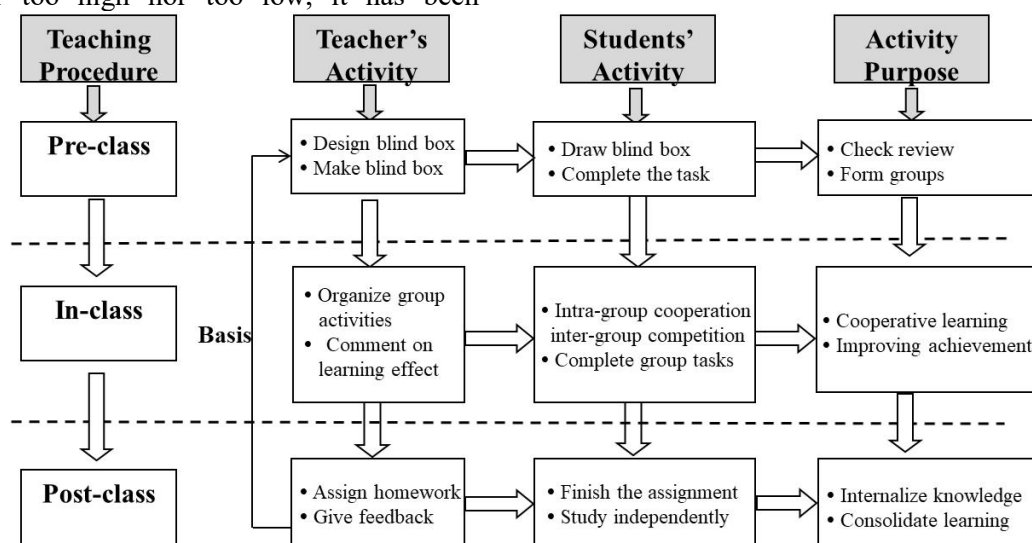 too high nor too low, it has been
Teaching
Procedure
Teacher's
Activity
Students'
Activity
Activity
Purpose
Pre-class
• Design blind box
• Make blind box
• Draw blind box
• Complete the task
• Check review
• Form groups
In-class
Basis
• Organize group
activities
• Comment on
learning effect
• Intra-group cooperation
inter-group competition
• Complete group tasks
• Cooperative learning
• Improving achievement
Post-class
• Assign homework
• Give feedback
• Finish the assignment
• Study independently
• Internalize knowledge
• Consolidate learning